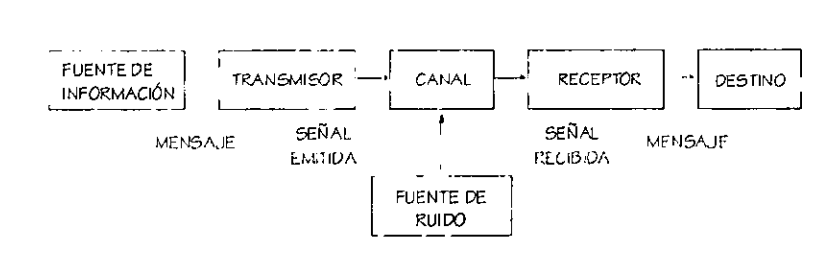 FUENTE DE
INFORMACIÓN
TRANSMISOR
CANAL
RECEPTOR
DESTINO
MENSAJE
SEÑAL
EMITIDA
SEÑAL
RECIBIDA
MENSAJE
FUENTE DE
RUIDO